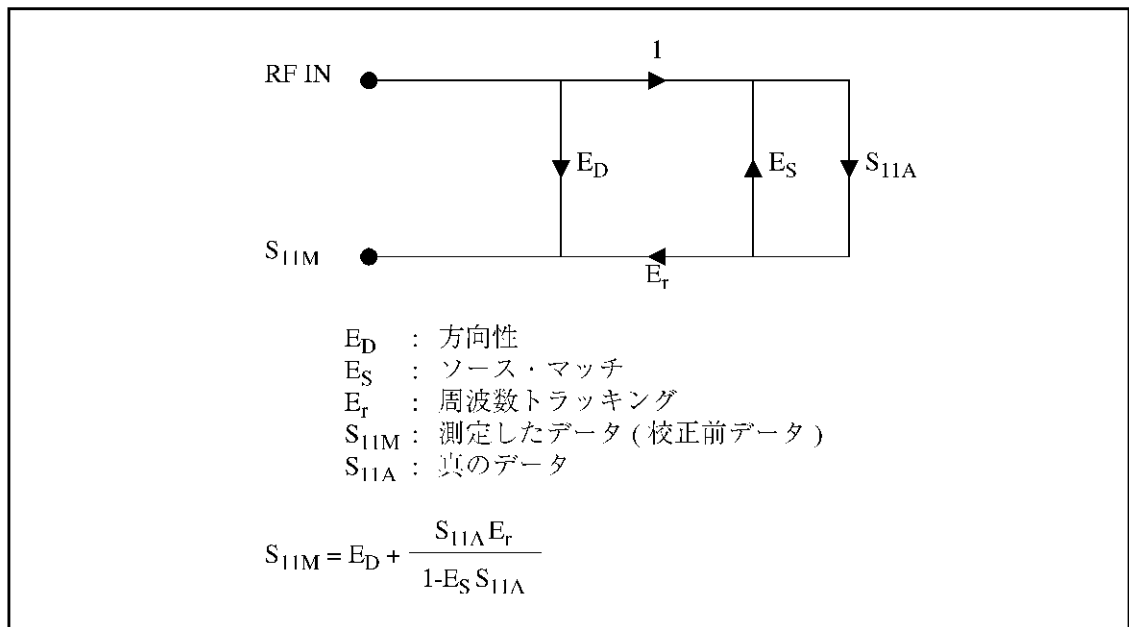 1
RF IN
E_D
E_S
S_11A
S_11M
E_r
E_D : 方向性
E_S : ソース・マッチ
E_r : 周波数トラッキング
S_11M : 測定したデータ ( 校正前データ )
S_11A : 真のデータ
S_11M = E_D + S_11A E_r
1-E_S S_11A